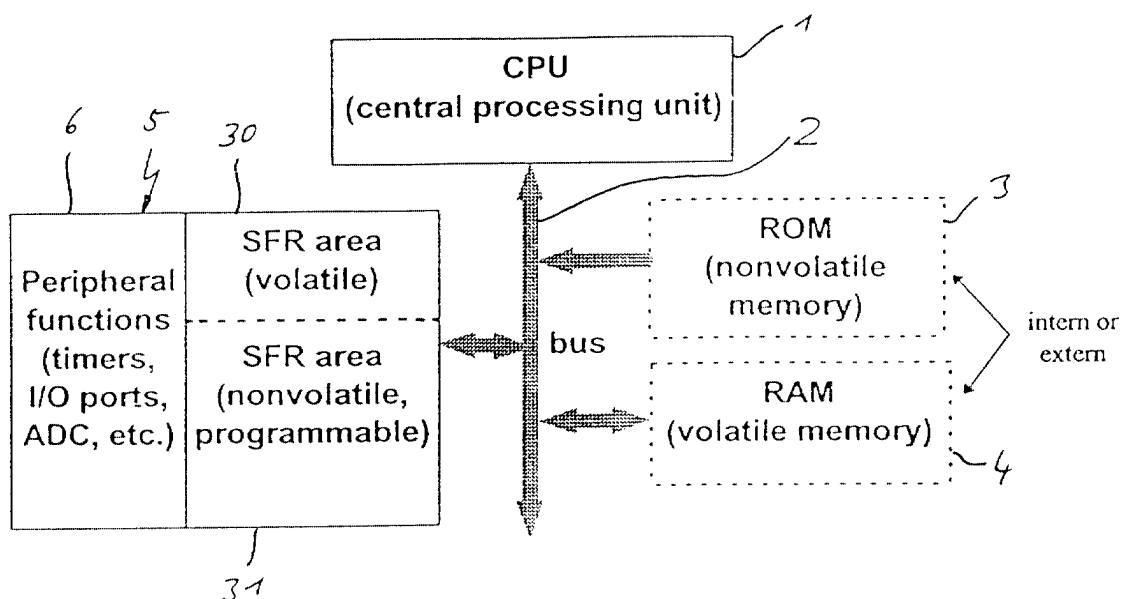 1
CPU
(central processing unit)
6
5
30
2
3
SFR area
(volatile)
ROM
(nonvolatile
memory)
Peripheral
functions
(timers,
I/O ports,
ADC, etc.)
SFR area
(nonvolatile,
programmable)
bus
intern or
extern
RAM
(volatile memory)
4
31